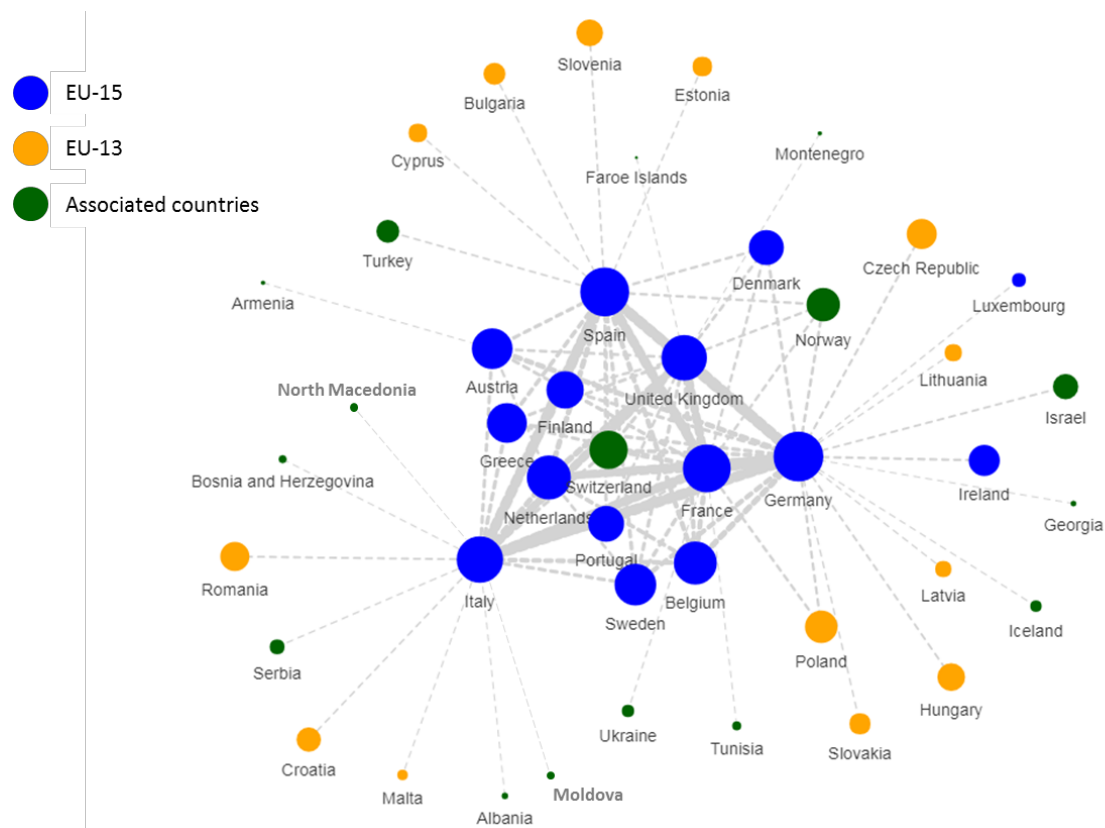 Slovenia
Estonia
Bulgaria
EU-15
EU-13
Cyprus
Montenegro
Faroe Islands
Associated countries
Turkey
Czech Republic
Denmark
Armenia
Luxembourg
Spain
Norway
Lithuania
North Macedonia
Austria
United Kingdom
Israel
Finland
Greece
Bosnia and Herzegovina
Switzerland
Ireland
Germany
France
Netherlands
Georgia
Portugal
Romania
Latvia
Italy
Belgium
Sweden
Iceland
Poland
Serbia
Hungary
Ukraine
Tunisia
Slovakia
Croatia
Malta
Moldova
Albania